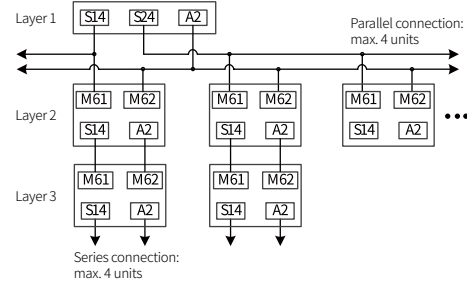 Layer 1
S14 S24 A2
Parallel connection:
max. 4 units
Layer 2
M61 M62 M61 M62 M61 M62
S14 A2 S14 A2 S14 A2
Layer 3
M61 M62 M61 M62
S14 A2 S14 A2
Series connection:
max. 4 units